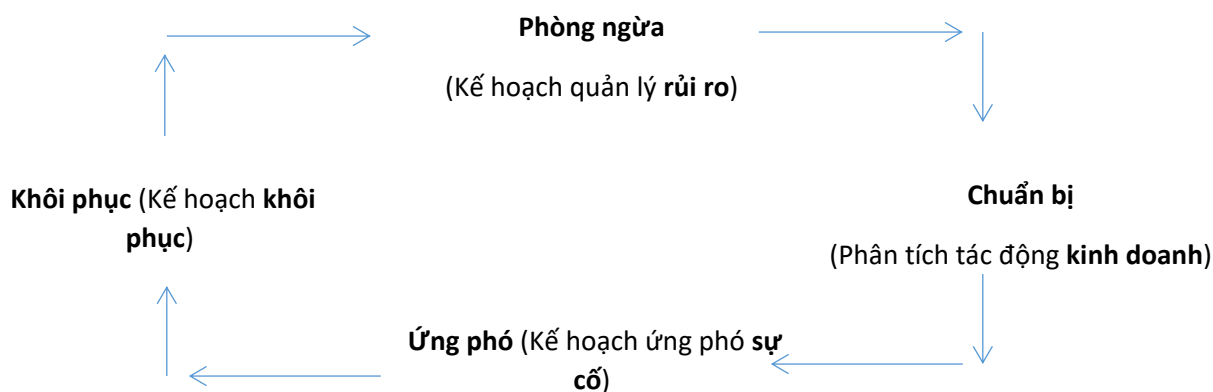 Phòng ngừa
(Kế hoạch quản lý rủi ro)
Chuẩn bị
(Phân tích tác động kinh doanh)
Ứng phó (Kế hoạch ứng phó sự
cố)
Khôi phục (Kế hoạch khôi
phục)